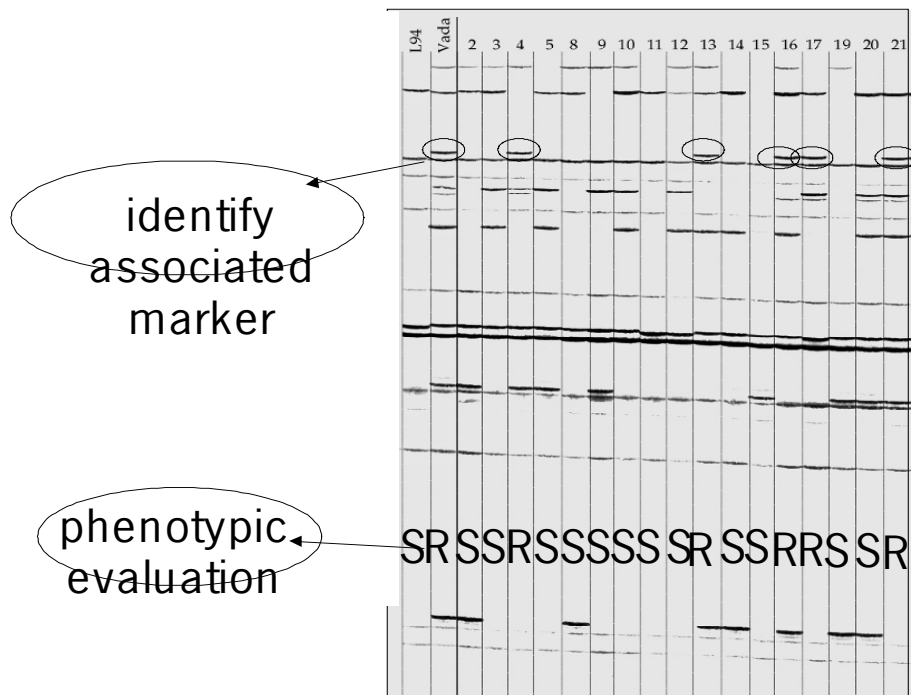 L94 Vada 2 3 4 5 8 9 10 11 12 13 14 15 16 17 19 20 21
identify
associated
marker
phenotypic
evaluation
SRSSRSSSSSSRSSRRSSR